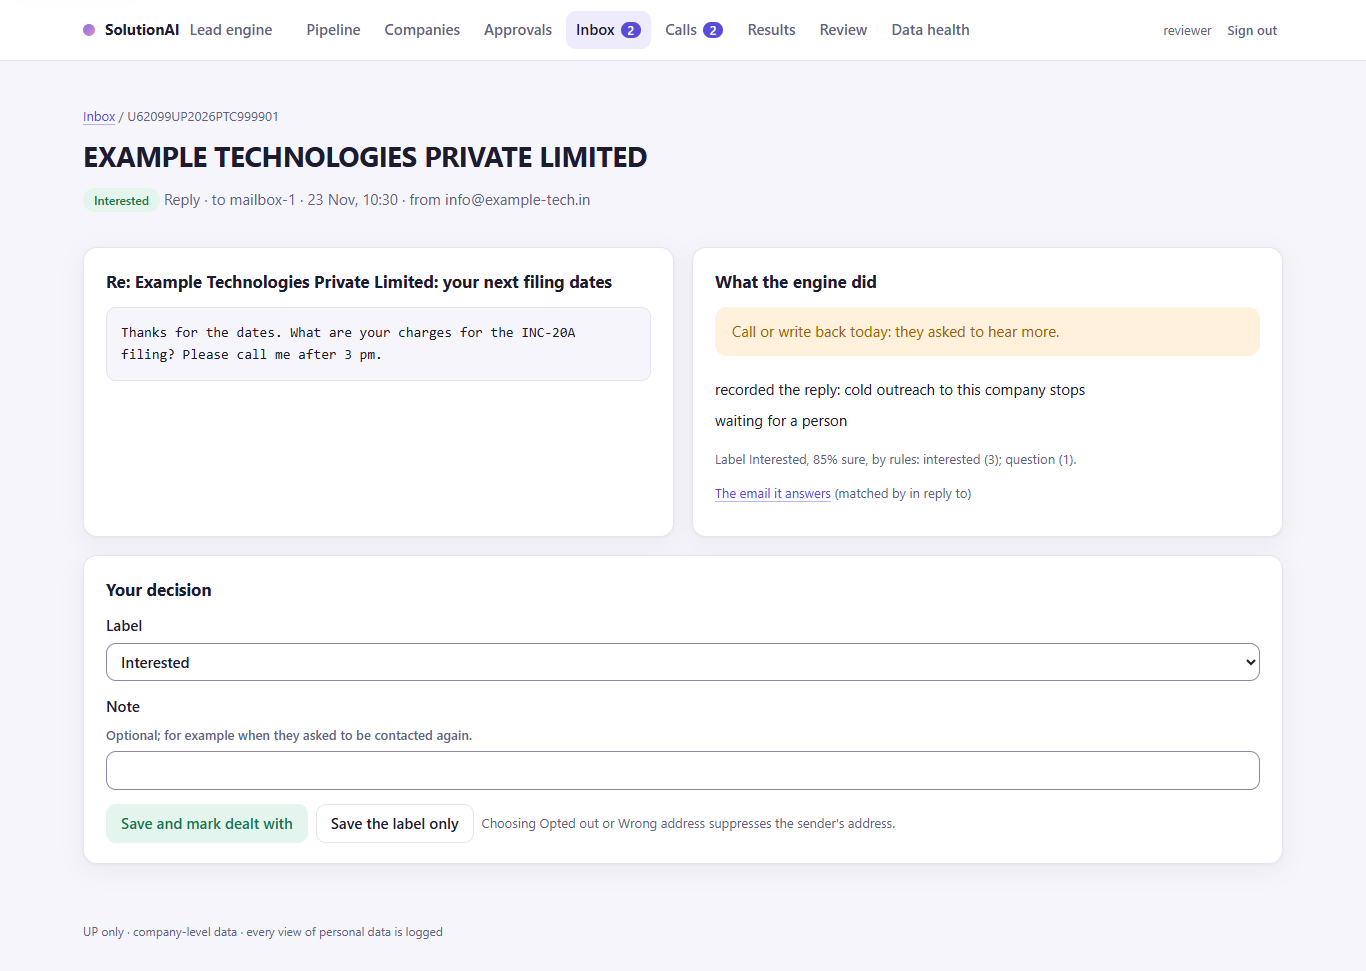 SolutionAI Lead engine Pipeline Companies Approvals Inbox 2 Calls 2 Results Review Data health reviewer Sign out
Inbox / U62099UP2026PTC999901
EXAMPLE TECHNOLOGIES PRIVATE LIMITED
Interested Reply · to mailbox-1 · 23 Nov, 10:30 · from info@example-tech.in
Re: Example Technologies Private Limited: your next filing dates
Thanks for the dates. What are your charges for the INC-20A
filing? Please call me after 3 pm.
What the engine did
Call or write back today: they asked to hear more.
recorded the reply: cold outreach to this company stops
waiting for a person
Label Interested, 85% sure, by rules: interested (3); question (1).
The email it answers (matched by in reply to)
Your decision
Label
Interested
Note
Optional; for example when they asked to be contacted again.
Save and mark dealt with Save the label only Choosing Opted out or Wrong address suppresses the sender's address.
UP only · company-level data · every view of personal data is logged